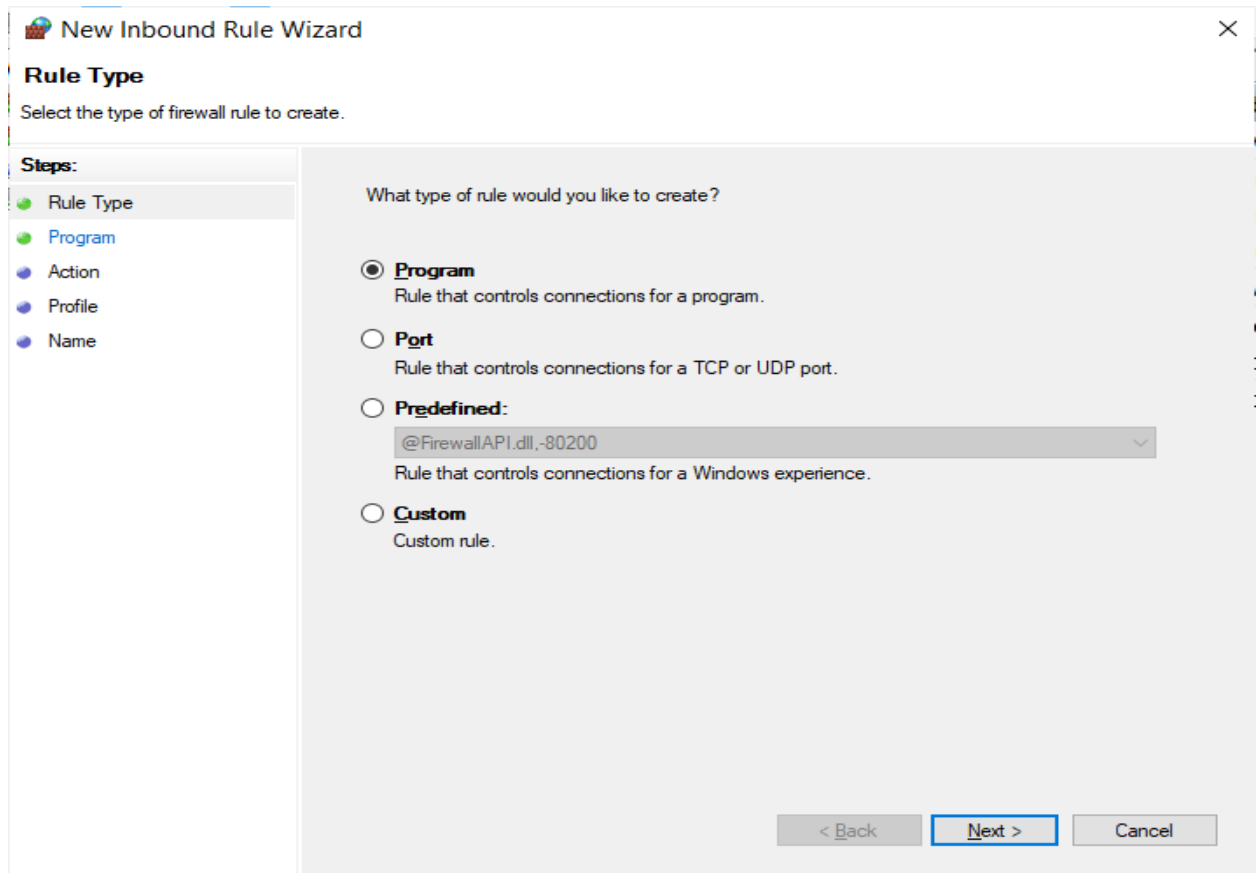 New Inbound Rule Wizard
Rule Type
Select the type of firewall rule to create.
Steps:
Rule Type
Program
Action
Profile
Name
What type of rule would you like to create?
Program
Rule that controls connections for a program.
Port
Rule that controls connections for a TCP or UDP port.
Predefined:
@FirewallAPI.dll,-80200
Rule that controls connections for a Windows experience.
Custom
Custom rule.
< Back
Next >
Cancel